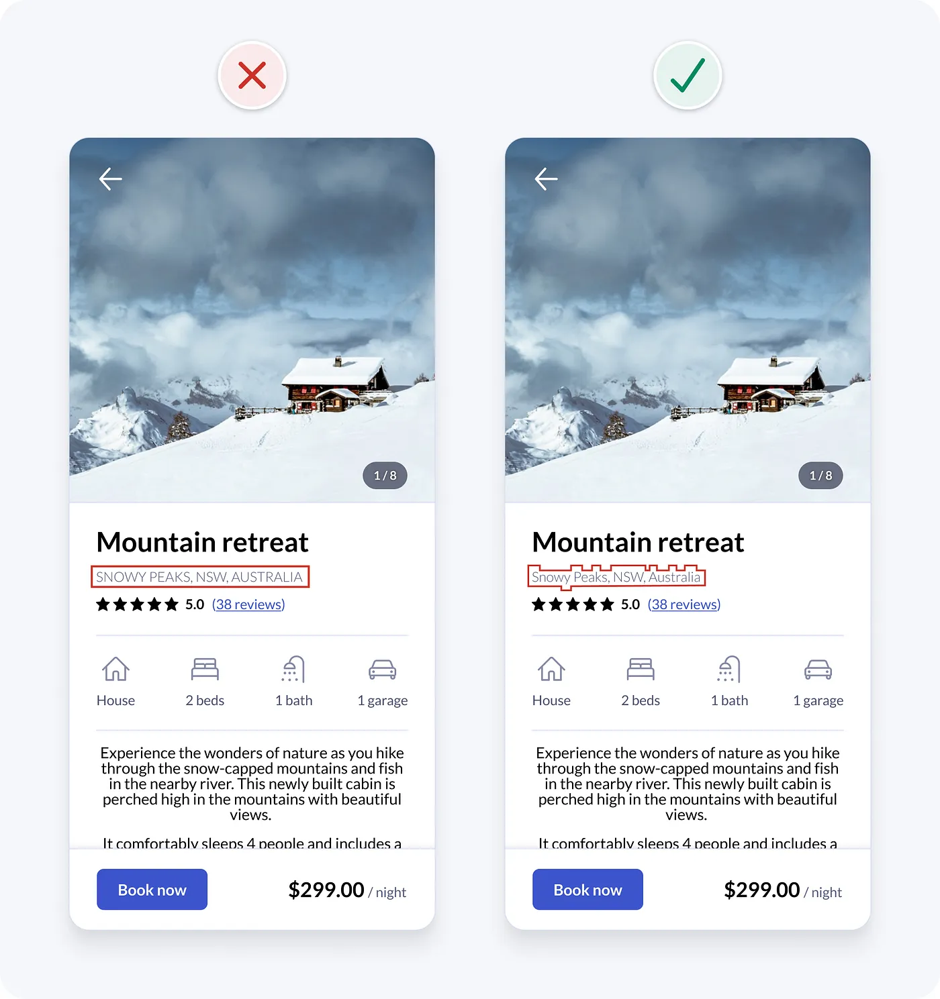 1 / 8
Mountain retreat
SNOWY PEAKS, NSW, AUSTRALIA
5.0 (38 reviews)
House 2 beds 1 bath 1 garage
Experience the wonders of nature as you hike
through the snow-capped mountains and fish
in the nearby river. This newly built cabin is
perched high in the mountains with beautiful
views.
It comfortably sleeps 4 people and includes a
Book now $299.00 / night
1 / 8
Mountain retreat
Snowy Peaks, NSW, Australia
5.0 (38 reviews)
House 2 beds 1 bath 1 garage
Experience the wonders of nature as you hike
through the snow-capped mountains and fish
in the nearby river. This newly built cabin is
perched high in the mountains with beautiful
views.
It comfortably sleeps 4 people and includes a
Book now $299.00 / night